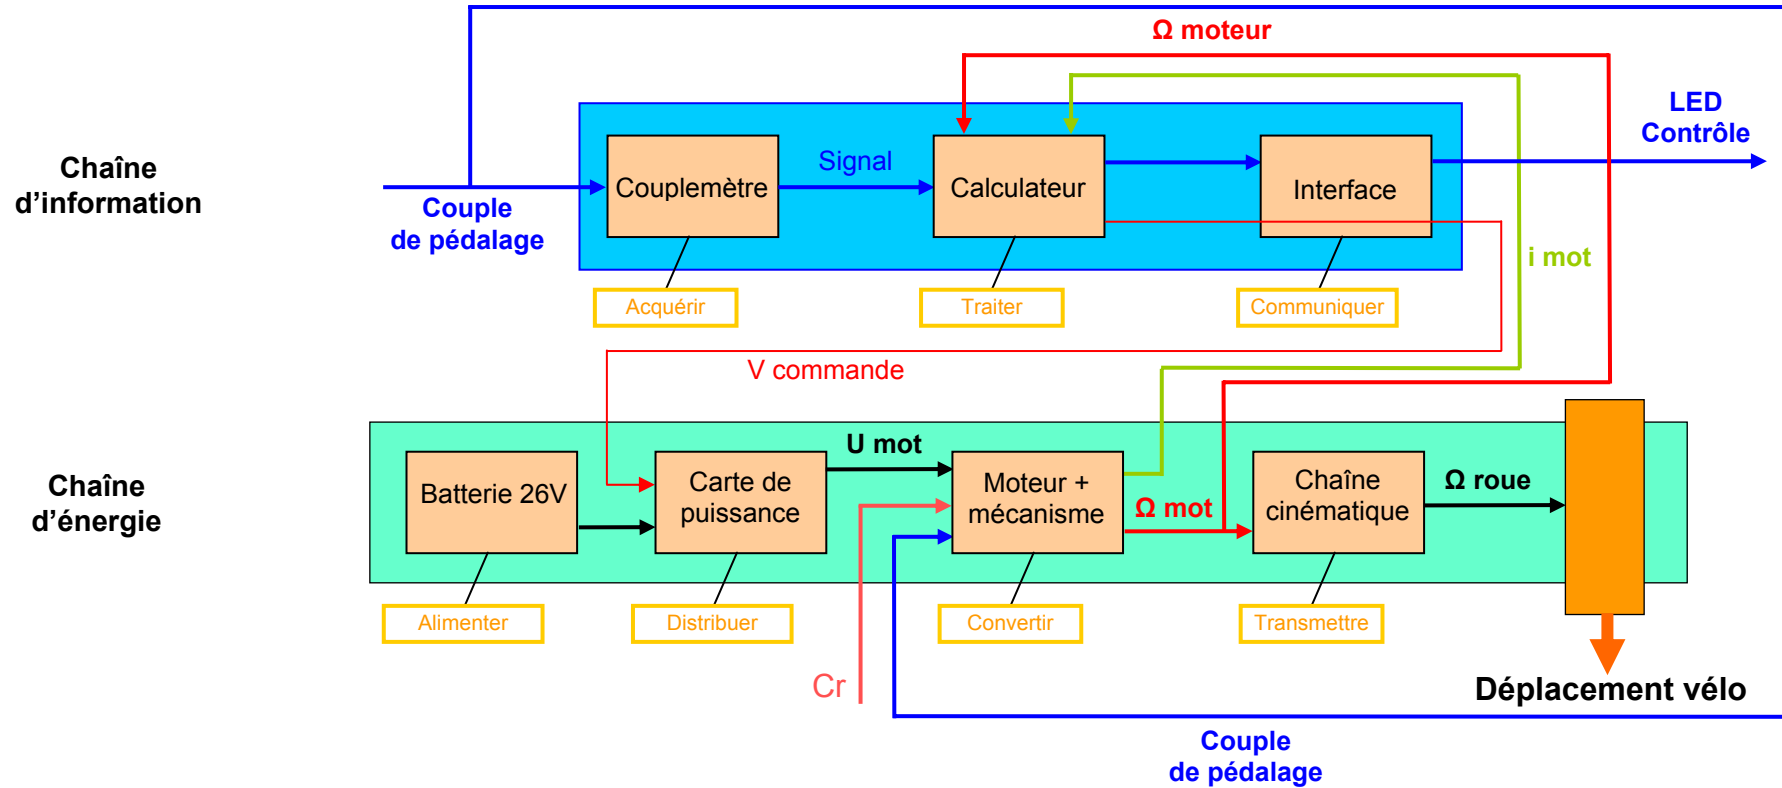 Ω moteur
LED
Contrôle
Chaîne
d’information
Couplemètre
Signal
Calculateur
Interface
Couple
de pédalage
i mot
Acquérir
Traiter
Communiquer
V commande
Chaîne
d’énergie
U mot
Batterie 26V
Carte de
puissance
Moteur +
mécanisme
Ω mot
Chaîne
cinématique
Ω roue
Alimenter
Distribuer
Convertir
Transmettre
Cr
Déplacement vélo
Couple
de pédalage